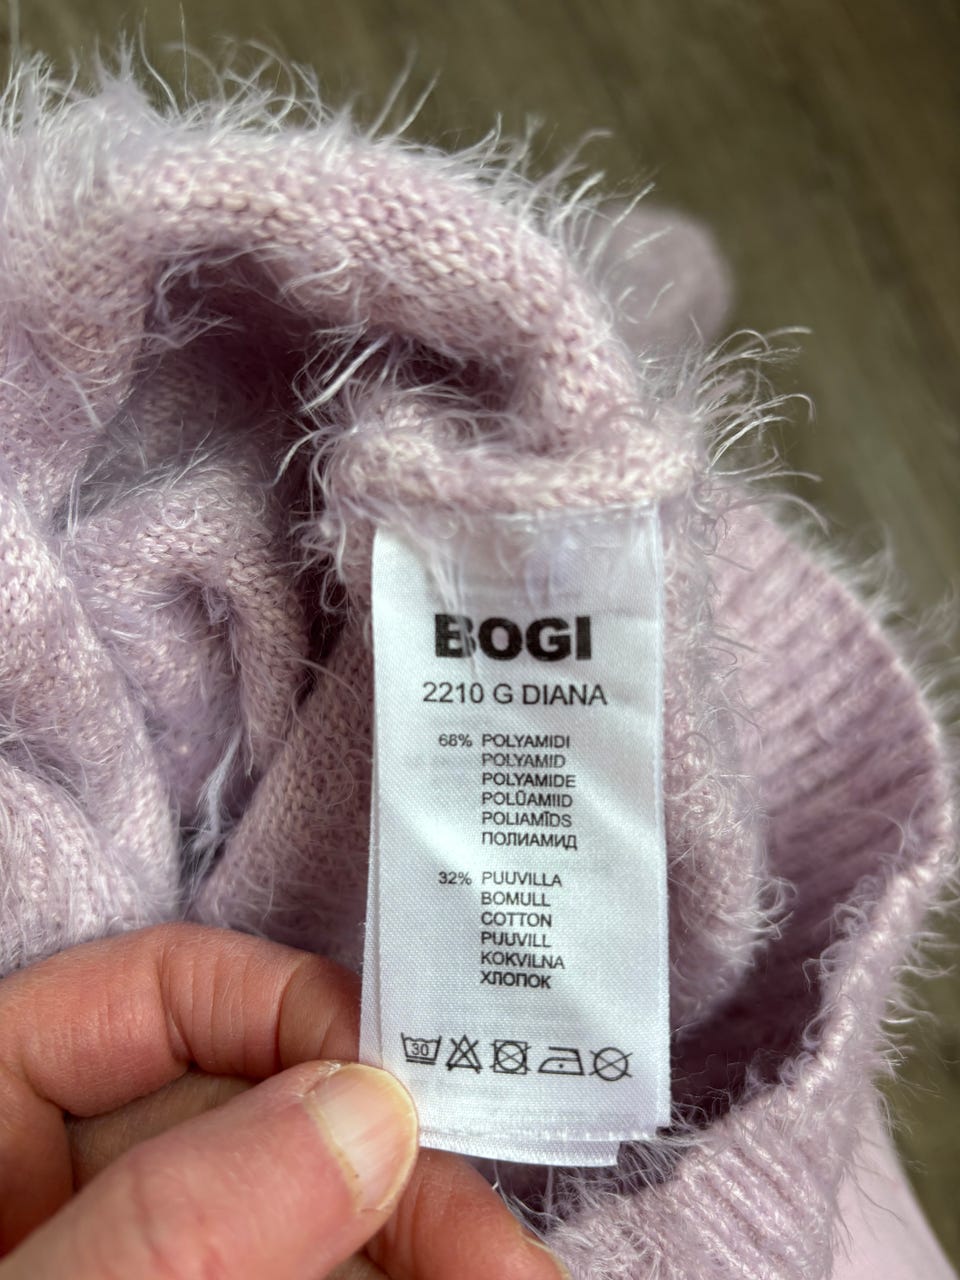 BOGI
2210 G DIANA
68% POLYAMIDI
POLYAMID
POLYAMIDE
POLÜAMIID
POLIAMĪDS
ПОЛИАМИД
32% PUUVILLA
BOMULL
COTTON
PUUVILL
KOKVILNA
ХЛОПОК
30